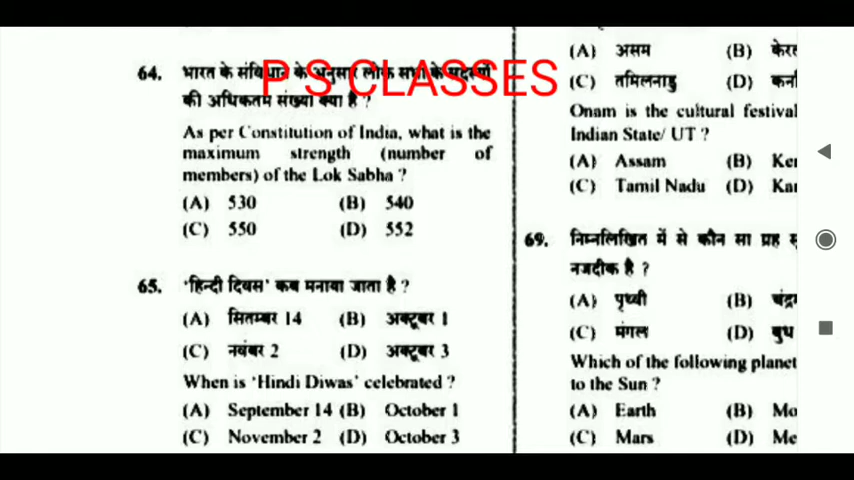 64. भारत के संविधान के अनुसार लोक सभा के सदस्यों
की अधिकतम संख्या क्या है ?
P S CLASSES
As per Constitution of India, what is the
maximum strength (number of
members) of the Lok Sabha ?
(A) 530 (B) 540
(C) 550 (D) 552
65. 'हिन्दी दिवस' कब मनाया जाता है ?
(A) सितम्बर 14 (B) अक्टूबर 1
(C) नवंबर 2 (D) अक्टूबर 3
When is 'Hindi Diwas' celebrated ?
(A) September 14 (B) October 1
(C) November 2 (D) October 3
(A) असम (B)
(C) तमिलनाडु (D)
Onam is the cultural festival
Indian State/ UT ?
(A) Assam (B)
(C) Tamil Nadu (D)
69. निम्नलिखित में से कौन सा ग्रह
नजदीक है ?
(A) पृथ्वी (B)
(C) मंगल (D) बुध
Which of the following planet
to the Sun ?
(A) Earth (B)
(C) Mars (D)